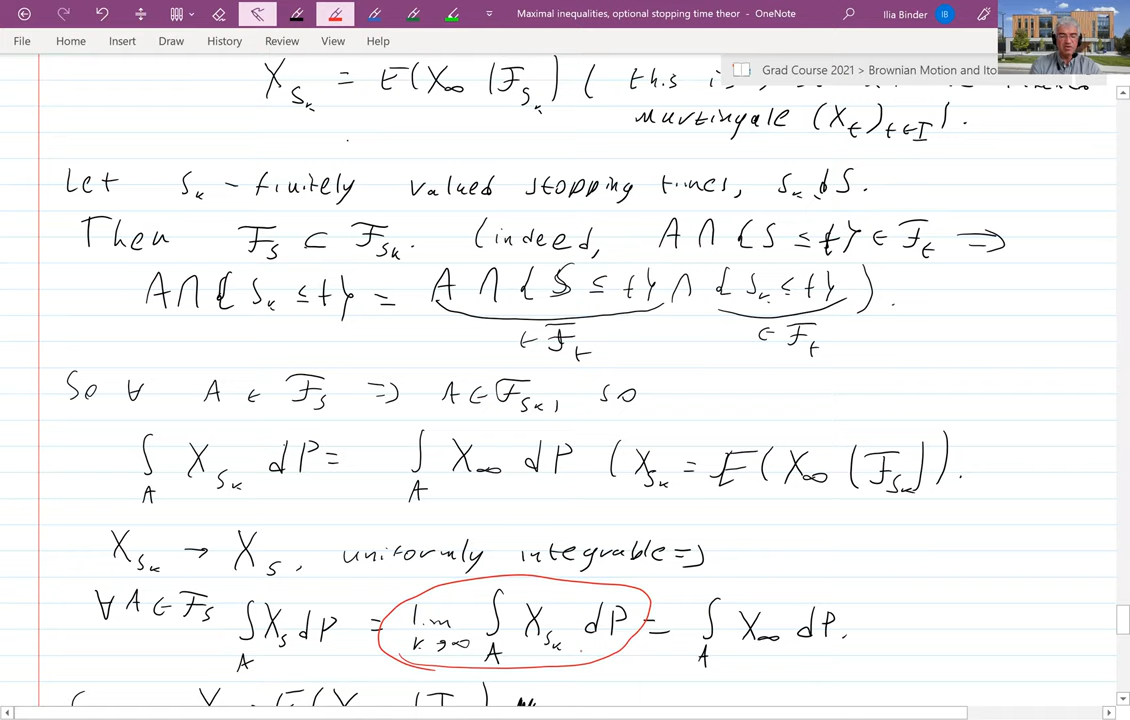 Maximal inequalities, optional stopping time theor - OneNote
Ilia Binder IB
File Home Insert Draw History Review View Help
Grad Course 2021 > Brownian Motion and Ito
X_{S_k} = E(X_∞ | F_{S_k}) ( this i
Martingale (X_t)_{t∈I}).
Let S_k - finitely valued stopping times, S_k ↓ S.
Then F_S ⊂ F_{S_k}. (indeed, A ∩ {S ≤ t} ∈ F_t ⟹
A ∩ {S_k ≤ t} = A ∩ {S ≤ t} ∩ {S_k ≤ t}).
∈ F_t ∈ F_t
So ∀ A ∈ F_S ⟹ A ∈ F_{S_k}, so
∫_A X_{S_k} dP = ∫_A X_∞ dP (X_{S_k} = E(X_∞ | F_{S_k})).
X_{S_k} → X_S, uniformly integrable ⟹
∀ A ∈ F_S ∫_A X_S dP = lim_{k→∞} ∫_A X_{S_k} dP = ∫_A X_∞ dP.